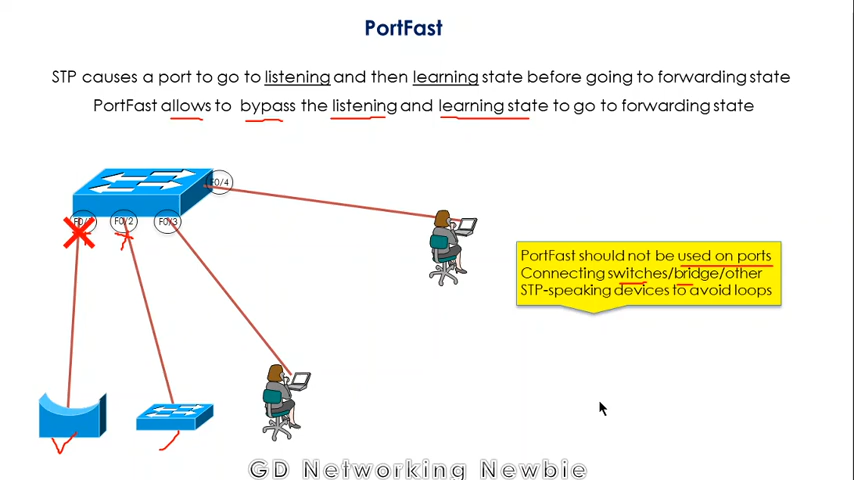 PortFast
STP causes a port to go to listening and then learning state before going to forwarding state
PortFast allows to bypass the listening and learning state to go to forwarding state
F0/4
F0/2
F0/3
PortFast should not be used on ports
Connecting switches/bridge/other
STP-speaking devices to avoid loops
GD Networking Newbie